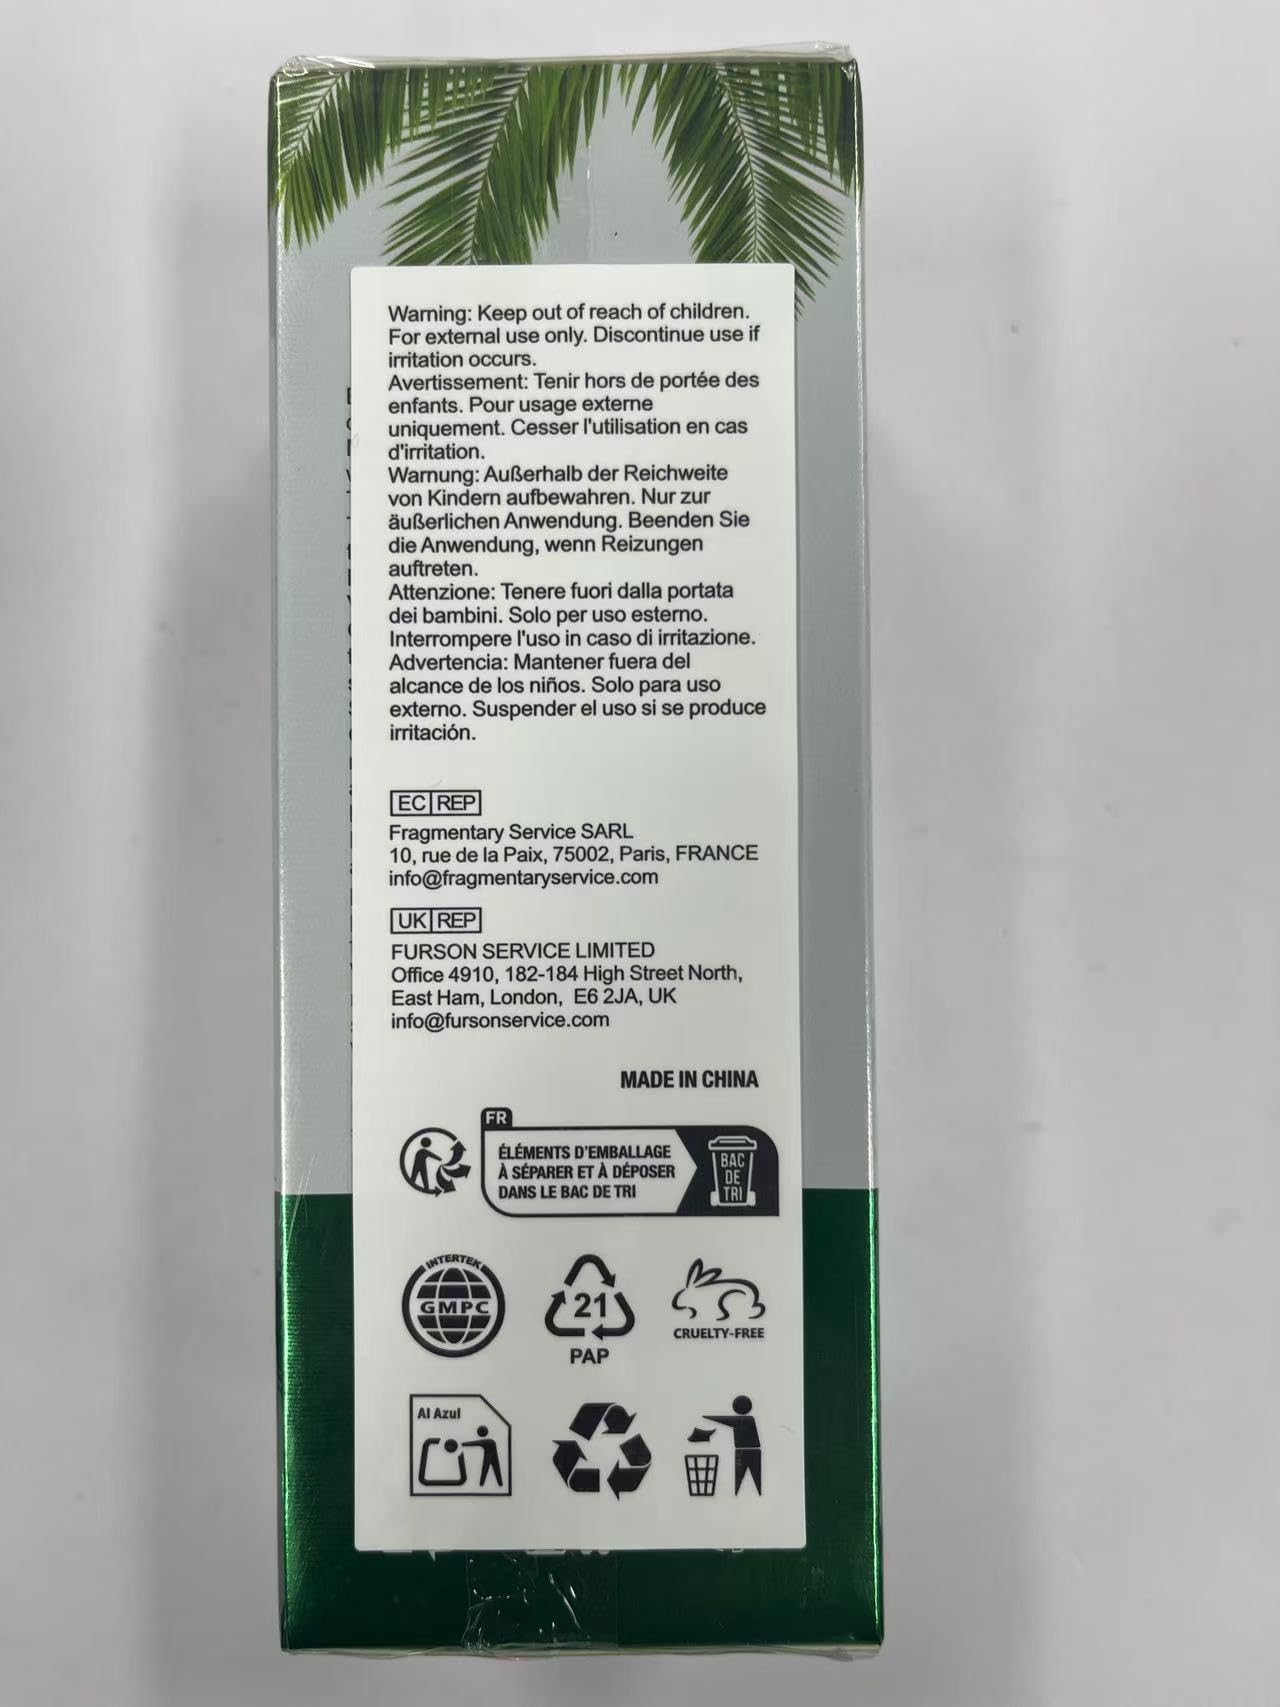 Warning: Keep out of reach of children.
For external use only. Discontinue use if
irritation occurs.
Avertissement: Tenir hors de portée des
enfants. Pour usage externe
uniquement. Cesser l'utilisation en cas
d'irritation.
Warnung: Außerhalb der Reichweite
von Kindern aufbewahren. Nur zur
äußerlichen Anwendung. Beenden Sie
die Anwendung, wenn Reizungen
auftreten.
Attenzione: Tenere fuori dalla portata
dei bambini. Solo per uso esterno.
Interrompere l'uso in caso di irritazione.
Advertencia: Mantener fuera del
alcance de los niños. Solo para uso
externo. Suspender el uso si se produce
irritación.
EC REP
Fragmentary Service SARL
10, rue de la Paix, 75002, Paris, FRANCE
info@fragmentaryservice.com
UK REP
FURSON SERVICE LIMITED
Office 4910, 182-184 High Street North,
East Ham, London, E6 2JA, UK
info@fursonservice.com
MADE IN CHINA
FR
ÉLÉMENTS D'EMBALLAGE
À SÉPARER ET À DÉPOSER
DANS LE BAC DE TRI
BAC
DE
TRI
INTERTEK
GMPC
21
PAP
CRUELTY-FREE
Al Azul